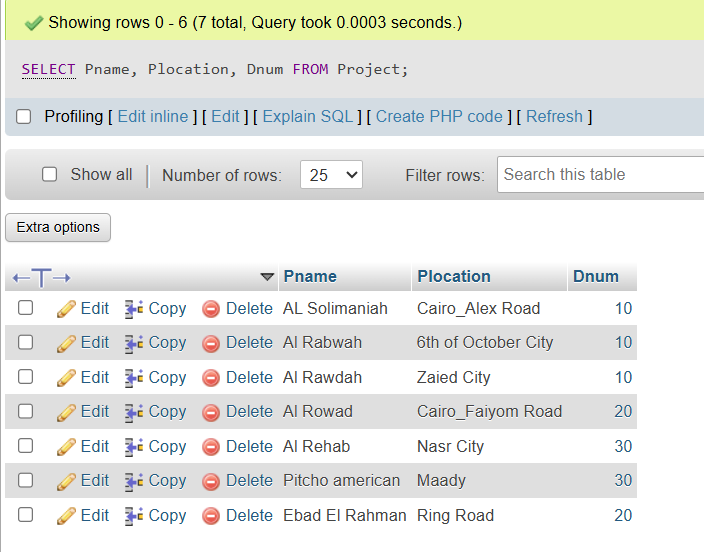 Showing rows 0 - 6 (7 total, Query took 0.0003 seconds.)
SELECT Pname, Plocation, Dnum FROM Project;
Profiling [ Edit inline ] [ Edit ] [ Explain SQL ] [ Create PHP code ] [ Refresh ]
Show all Number of rows: 25 Filter rows: Search this table
Extra options
Pname Plocation Dnum
Edit Copy Delete AL Solimaniah Cairo_Alex Road 10
Edit Copy Delete Al Rabwah 6th of October City 10
Edit Copy Delete Al Rawdah Zaied City 10
Edit Copy Delete Al Rowad Cairo_Faiyom Road 20
Edit Copy Delete Al Rehab Nasr City 30
Edit Copy Delete Pitcho american Maady 30
Edit Copy Delete Ebad El Rahman Ring Road 20